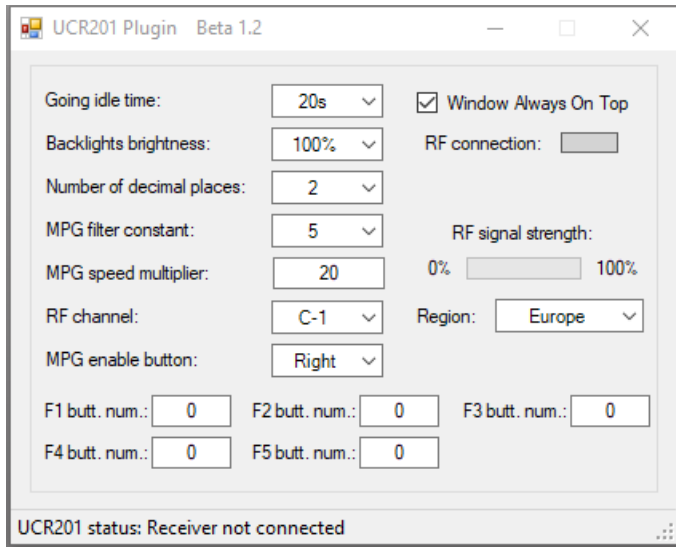 UCR201 Plugin Beta 1.2
Going idle time: 20s Window Always On Top
Backlights brightness: 100% RF connection:
Number of decimal places: 2
MPG filter constant: 5 RF signal strength:
MPG speed multiplier: 20 0% 100%
RF channel: C-1 Region: Europe
MPG enable button: Right
F1 butt. num.: 0 F2 butt. num.: 0 F3 butt. num.: 0
F4 butt. num.: 0 F5 butt. num.: 0
UCR201 status: Receiver not connected